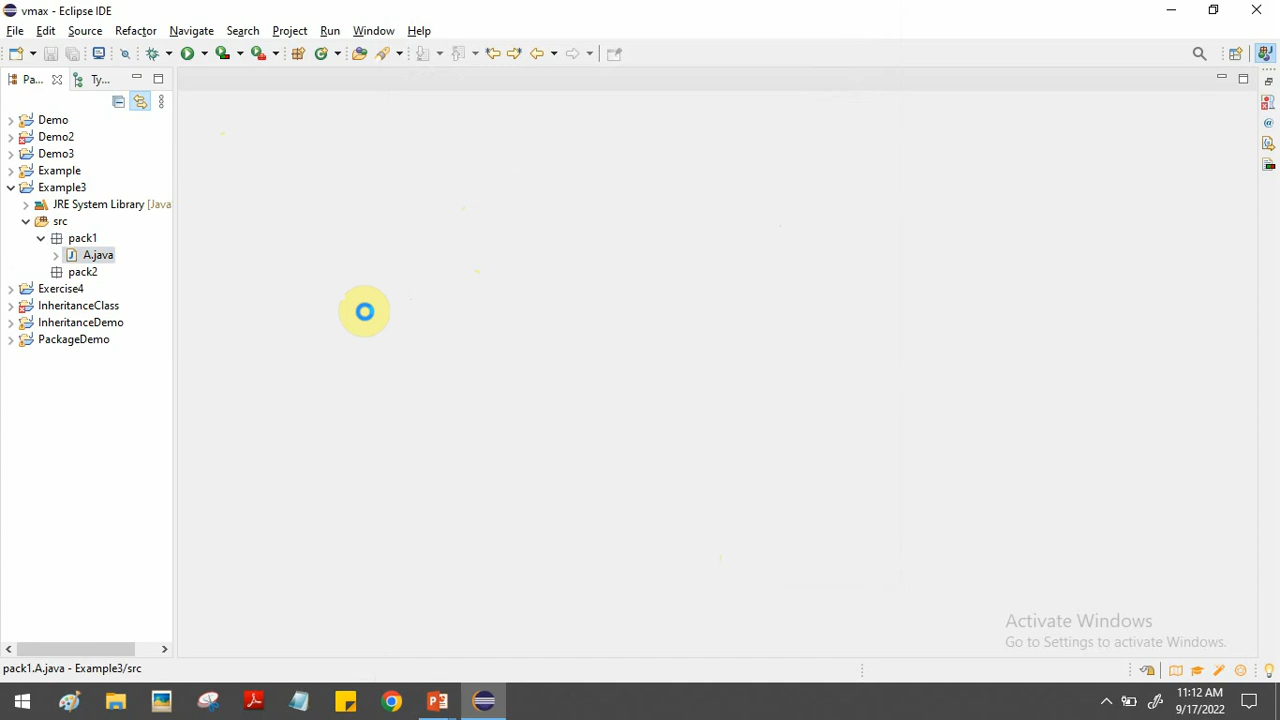 vmax - Eclipse IDE
File Edit Source Refactor Navigate Search Project Run Window Help
Pa... Ty...
Demo
Demo2
Demo3
Example
Example3
JRE System Library [Java
src
pack1
A.java
pack2
Exercise4
InheritanceClass
InheritanceDemo
PackageDemo
Activate Windows
Go to Settings to activate Windows.
pack1.A.java - Example3/src
11:12 AM
9/17/2022